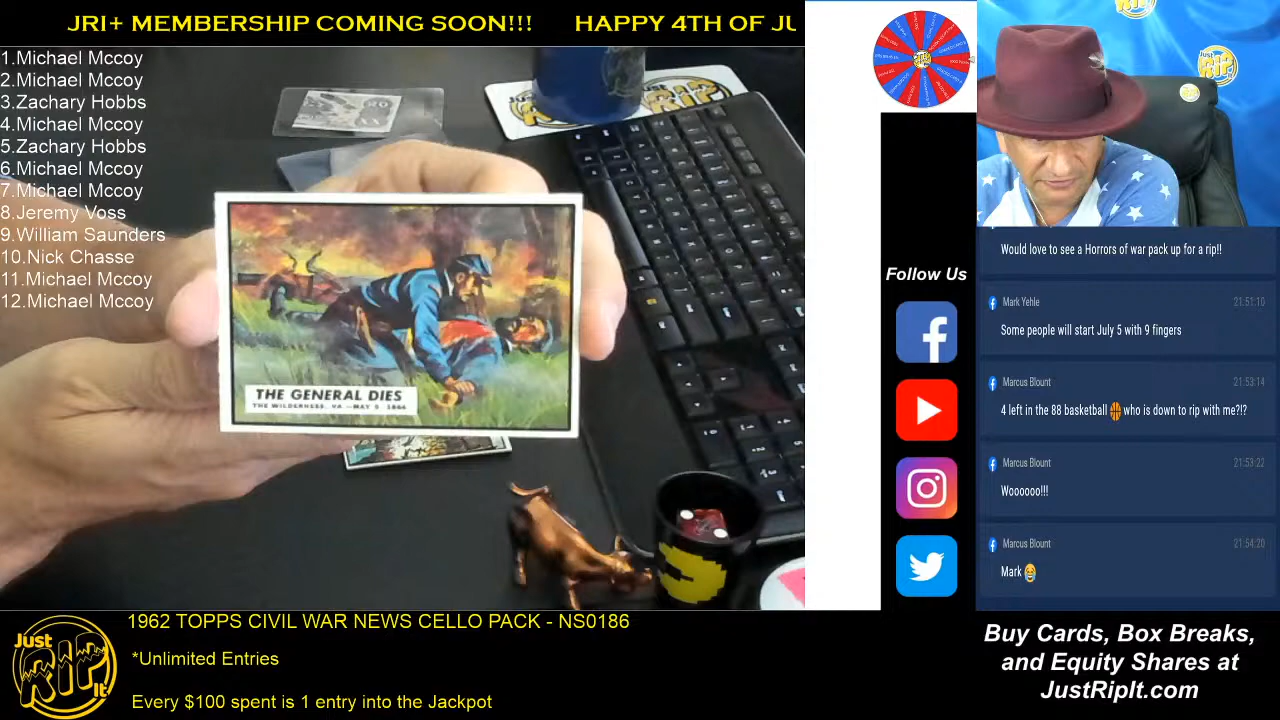 JRI+ MEMBERSHIP COMING SOON!!! HAPPY 4TH OF JU
1.Michael Mccoy
2.Michael Mccoy
3.Zachary Hobbs
4.Michael Mccoy
5.Zachary Hobbs
6.Michael Mccoy
7.Michael Mccoy
8.Jeremy Voss
9.William Saunders
10.Nick Chasse
11.Michael Mccoy
12.Michael Mccoy
Just
RIP
THE GENERAL DIES
THE WILDERNESS, VA.—MAY 5 1864
Follow Us
Would love to see a Horrors of war pack up for a rip!!
Mark Yehle 21:51:10
Some people will start July 5 with 9 fingers
Marcus Blount 21:53:14
4 left in the 88 basketball 🏀 who is down to rip with me?!?
Marcus Blount 21:53:22
Woooooo!!!
Marcus Blount 21:54:20
Mark 😂
Just
RIP
It
1962 TOPPS CIVIL WAR NEWS CELLO PACK - NS0186
*Unlimited Entries
Every $100 spent is 1 entry into the Jackpot
Buy Cards, Box Breaks,
and Equity Shares at
JustRipIt.com